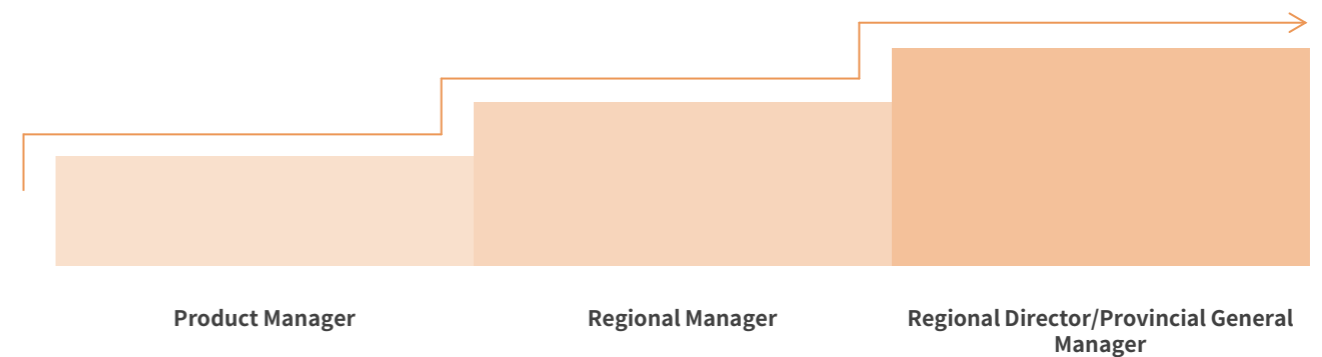 Product Manager
Regional Manager
Regional Director/Provincial General
Manager